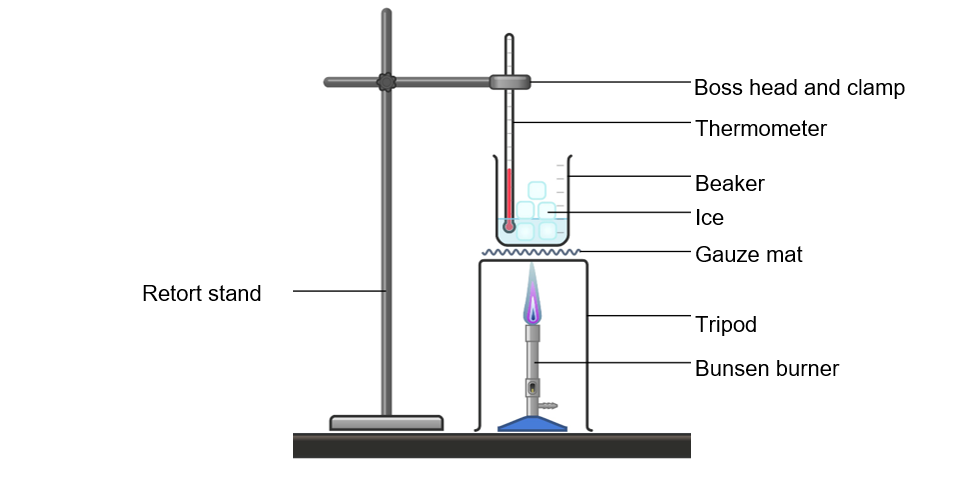 Boss head and clamp
Thermometer
Beaker
Ice
Gauze mat
Retort stand
Tripod
Bunsen burner